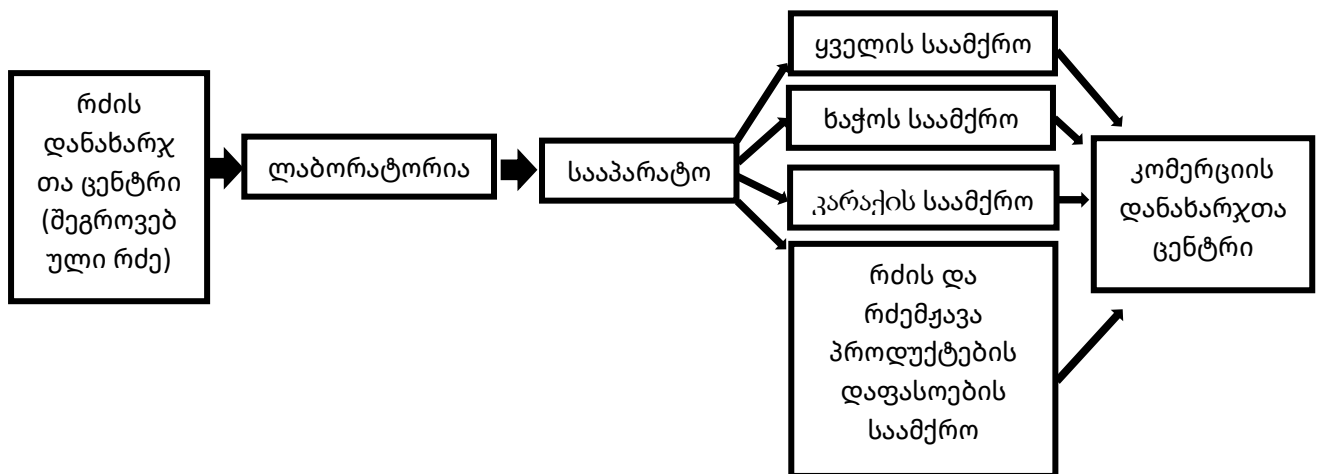 რძის
დანახარჯ
თა ცენტრი
(შეგროვებ
ული რძე)
ლაბორატორია
სააპარატო
ყველის საამქრო
ხაჭოს საამქრო
კარაქის საამქრო
რძის და
რძემჟავა
პროდუქტების
დაფასოების
საამქრო
კომერციის
დანახარჯთა
ცენტრი